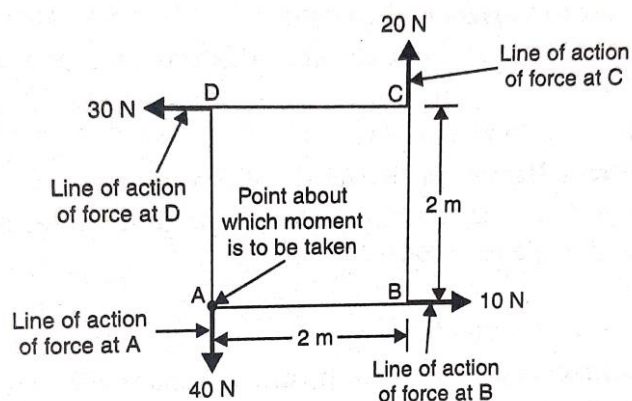 20 N
Line of action
of force at C
D
C
30 N
Line of action
of force at D
Point about
which moment
is to be taken
2 m
A
B
10 N
Line of action
of force at A
2 m
Line of action
of force at B
40 N